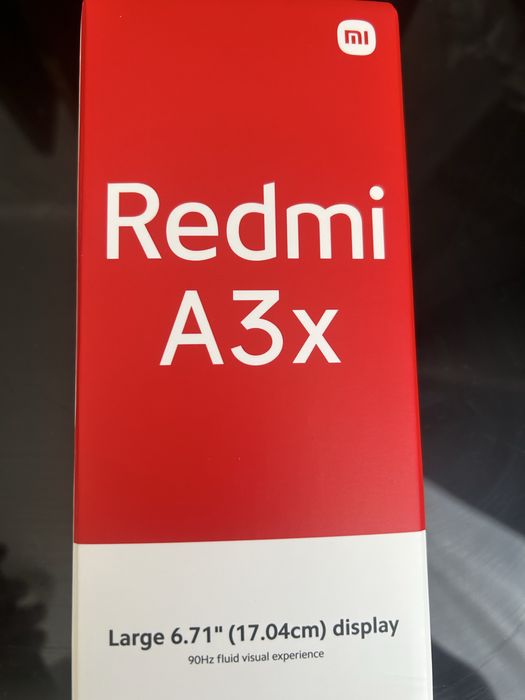 mi
Redmi
A3x
Large 6.71" (17.04cm) display
90Hz fluid visual experience